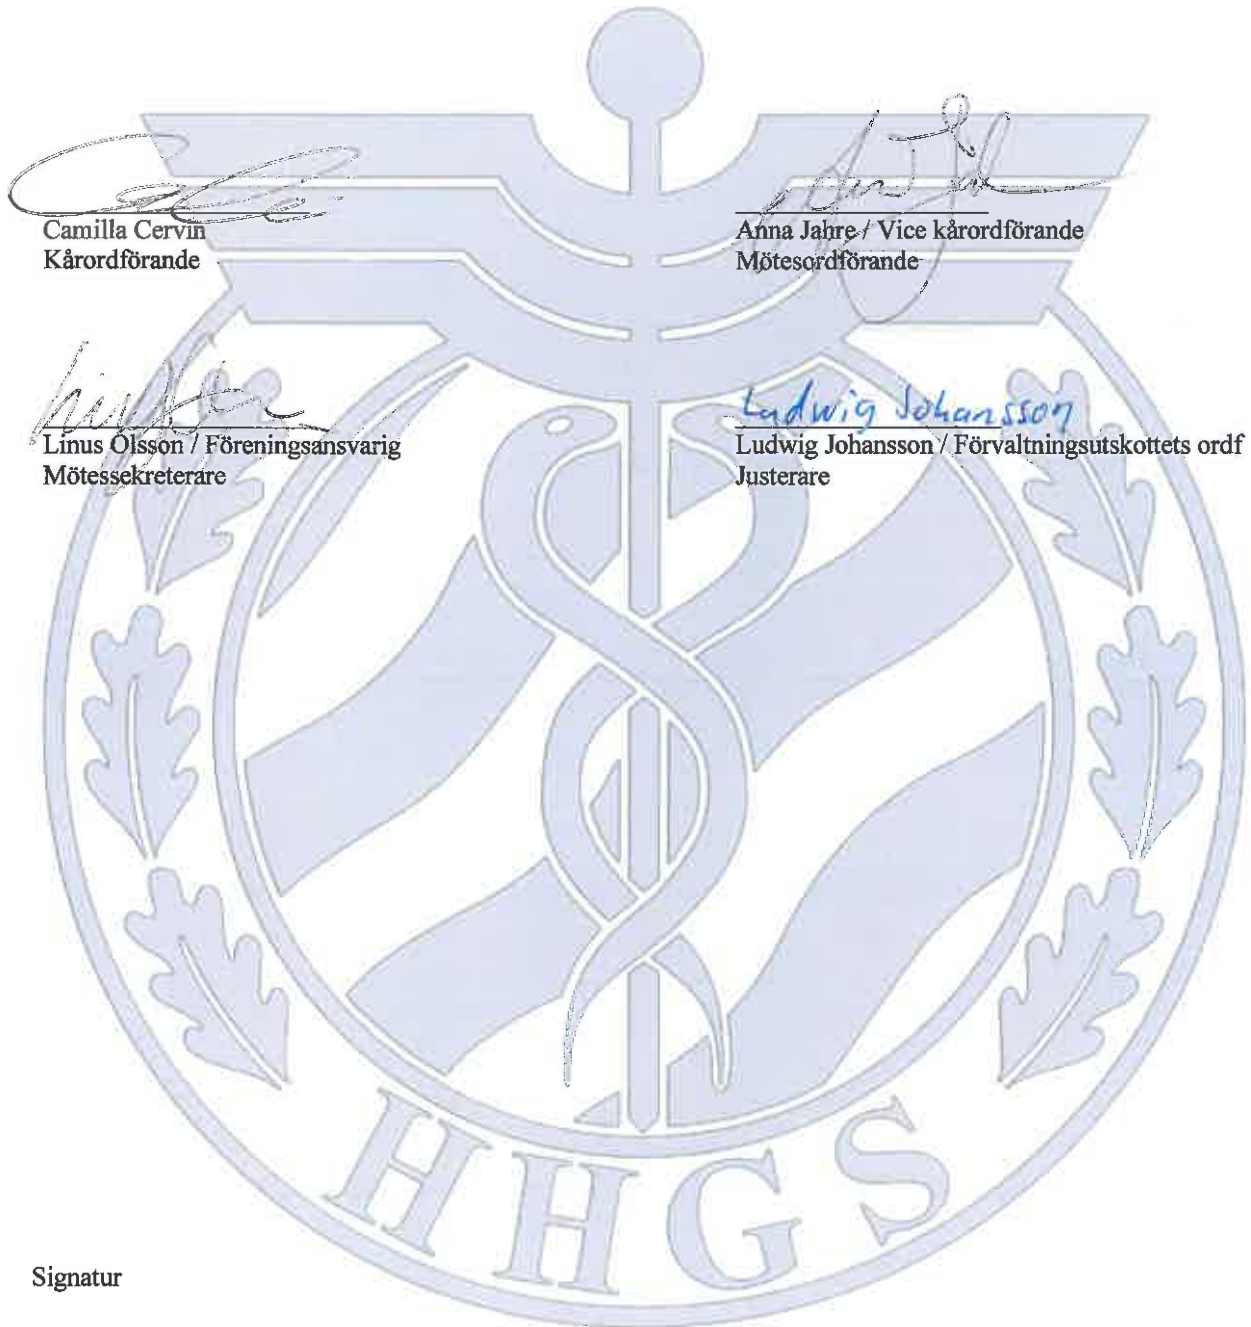 Camilla Cervin
Kårordförande
Anna Jahre / Vice kårordförande
Mötesordförande
Linus Olsson / Föreningsansvarig
Mötessekreterare
Ludwig Johansson
Ludwig Johansson / Förvaltningsutskottets ordf
Justerare
HHGS
Signatur